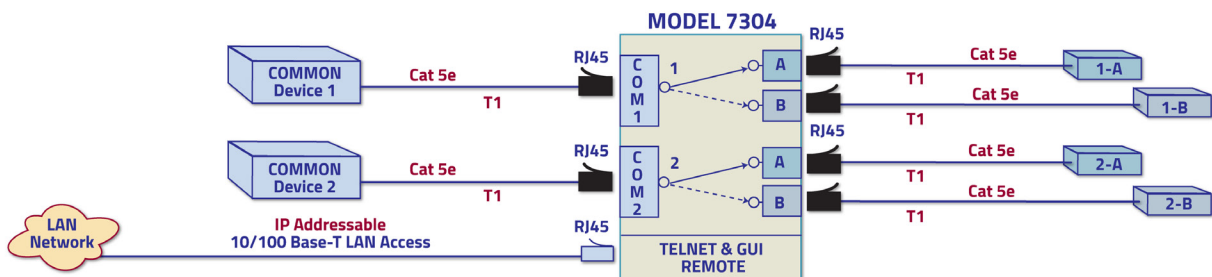 MODEL 7304
RJ45
RJ45
COMMON
Device 1
Cat 5e
T1
COM1
1
A
B
Cat 5e
T1
1-A
Cat 5e
T1
1-B
RJ45
RJ45
COMMON
Device 2
Cat 5e
T1
COM2
2
A
B
Cat 5e
T1
2-A
Cat 5e
T1
2-B
LAN
Network
IP Addressable
10/100 Base-T LAN Access
RJ45
TELNET & GUI
REMOTE